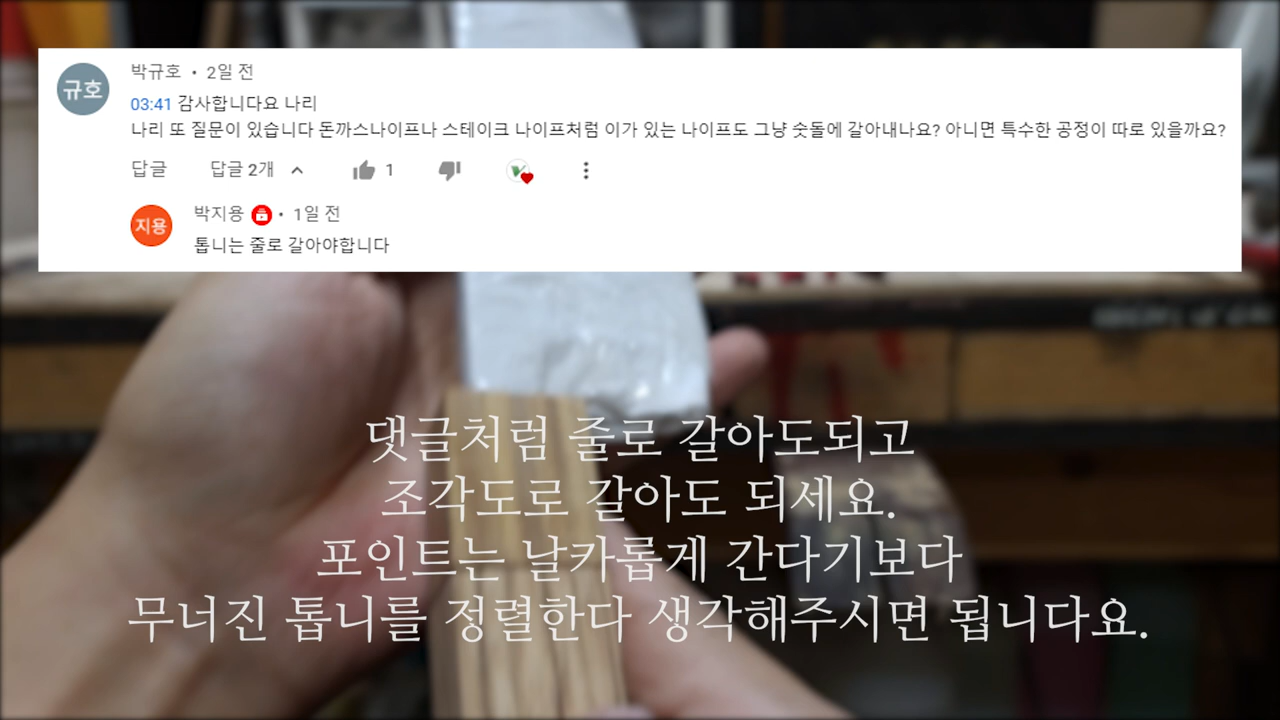 규호
박규호 • 2일 전
03:41 감사합니다요 나리
나리 또 질문이 있습니다 돈까스나이프나 스테이크 나이프처럼 이가 있는 나이프도 그냥 숫돌에 갈아내나요? 아니면 특수한 공정이 따로 있을까요?
답글 답글 2개 1
지용
박지용 • 1일 전
톱니는 줄로 갈아야합니다
댓글처럼 줄로 갈아도되고
조각도로 갈아도 되세요.
포인트는 날카롭게 간다기보다
무너진 톱니를 정렬한다 생각해주시면 됩니다요.